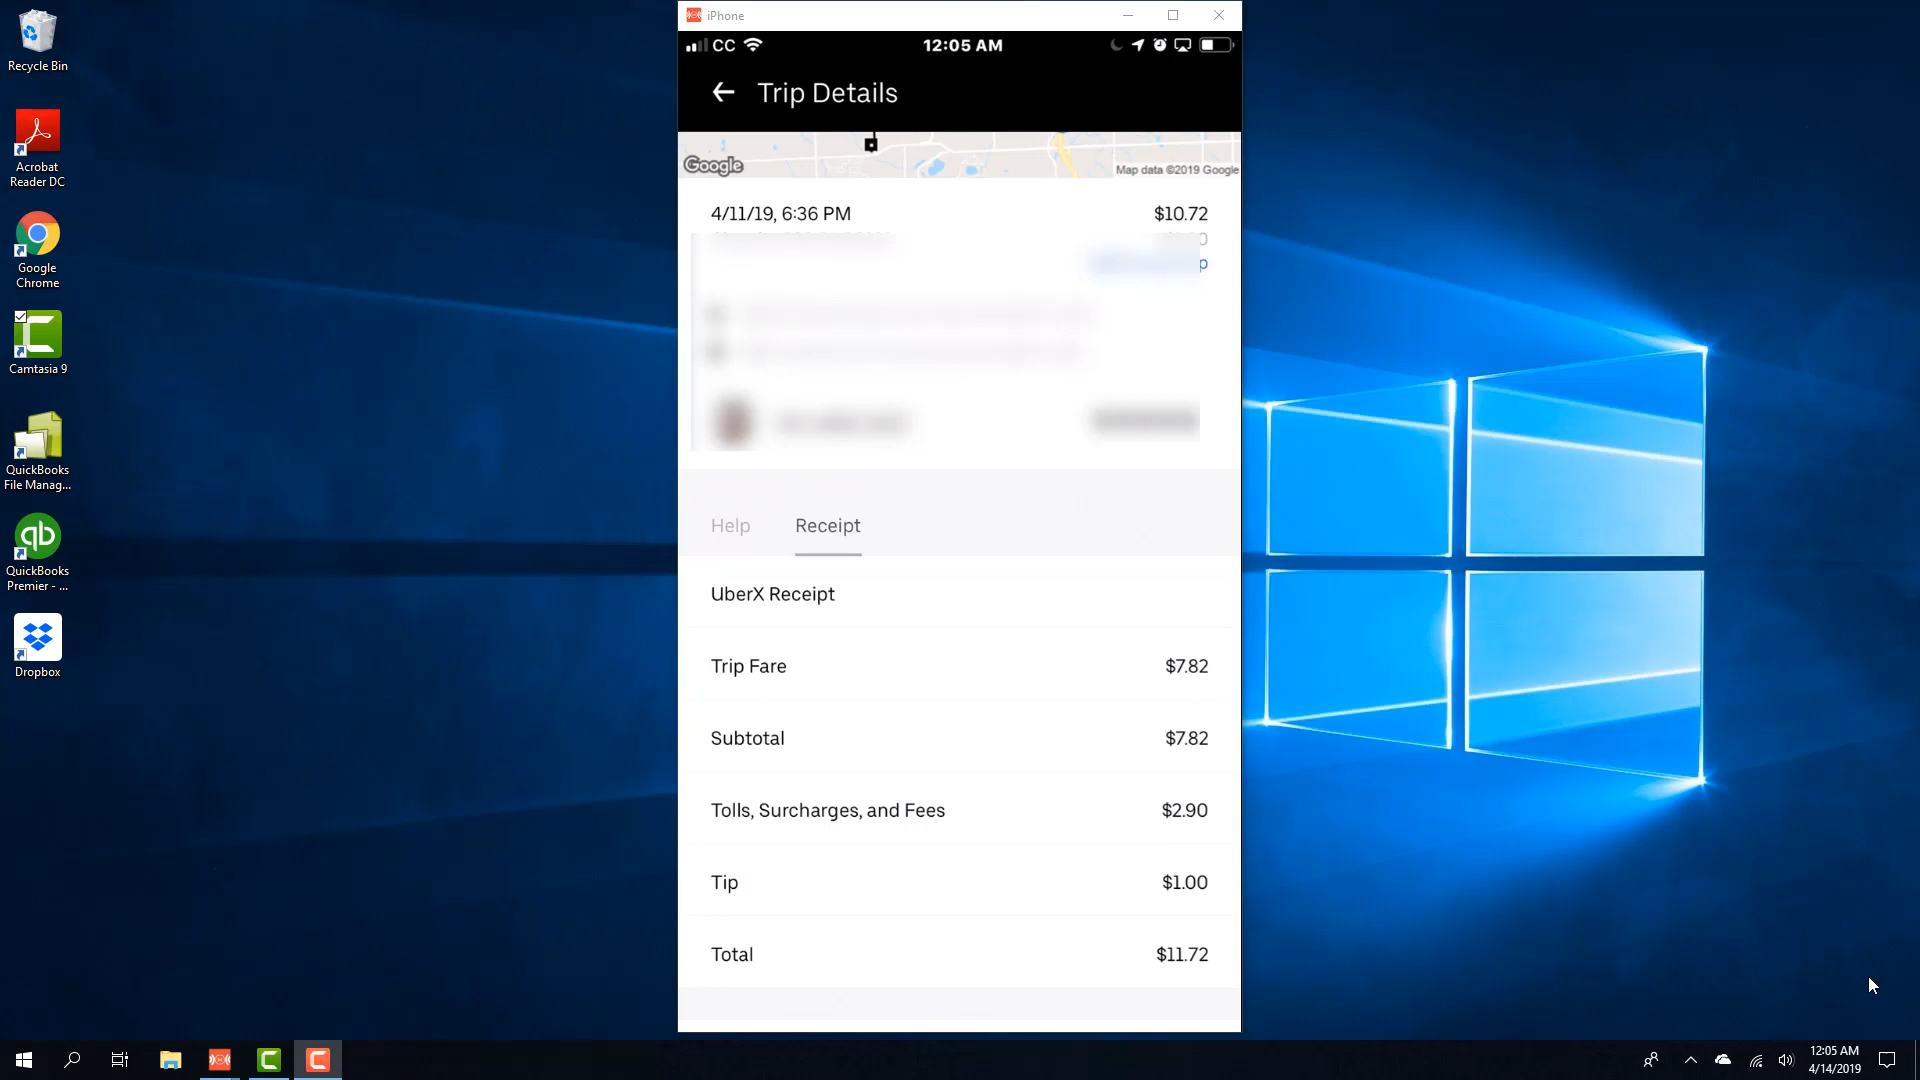 iPhone
CC
12:05 AM
Trip Details
Google
Map data ©2019 Google
4/11/19, 6:36 PM
$10.72
Help
Receipt
UberX Receipt
Trip Fare
$7.82
Subtotal
$7.82
Tolls, Surcharges, and Fees
$2.90
Tip
$1.00
Total
$11.72
Recycle Bin
Acrobat
Reader DC
Google
Chrome
Camtasia 9
QuickBooks
File Manag...
qb
QuickBooks
Premier - ...
Dropbox
12:05 AM
4/14/2019